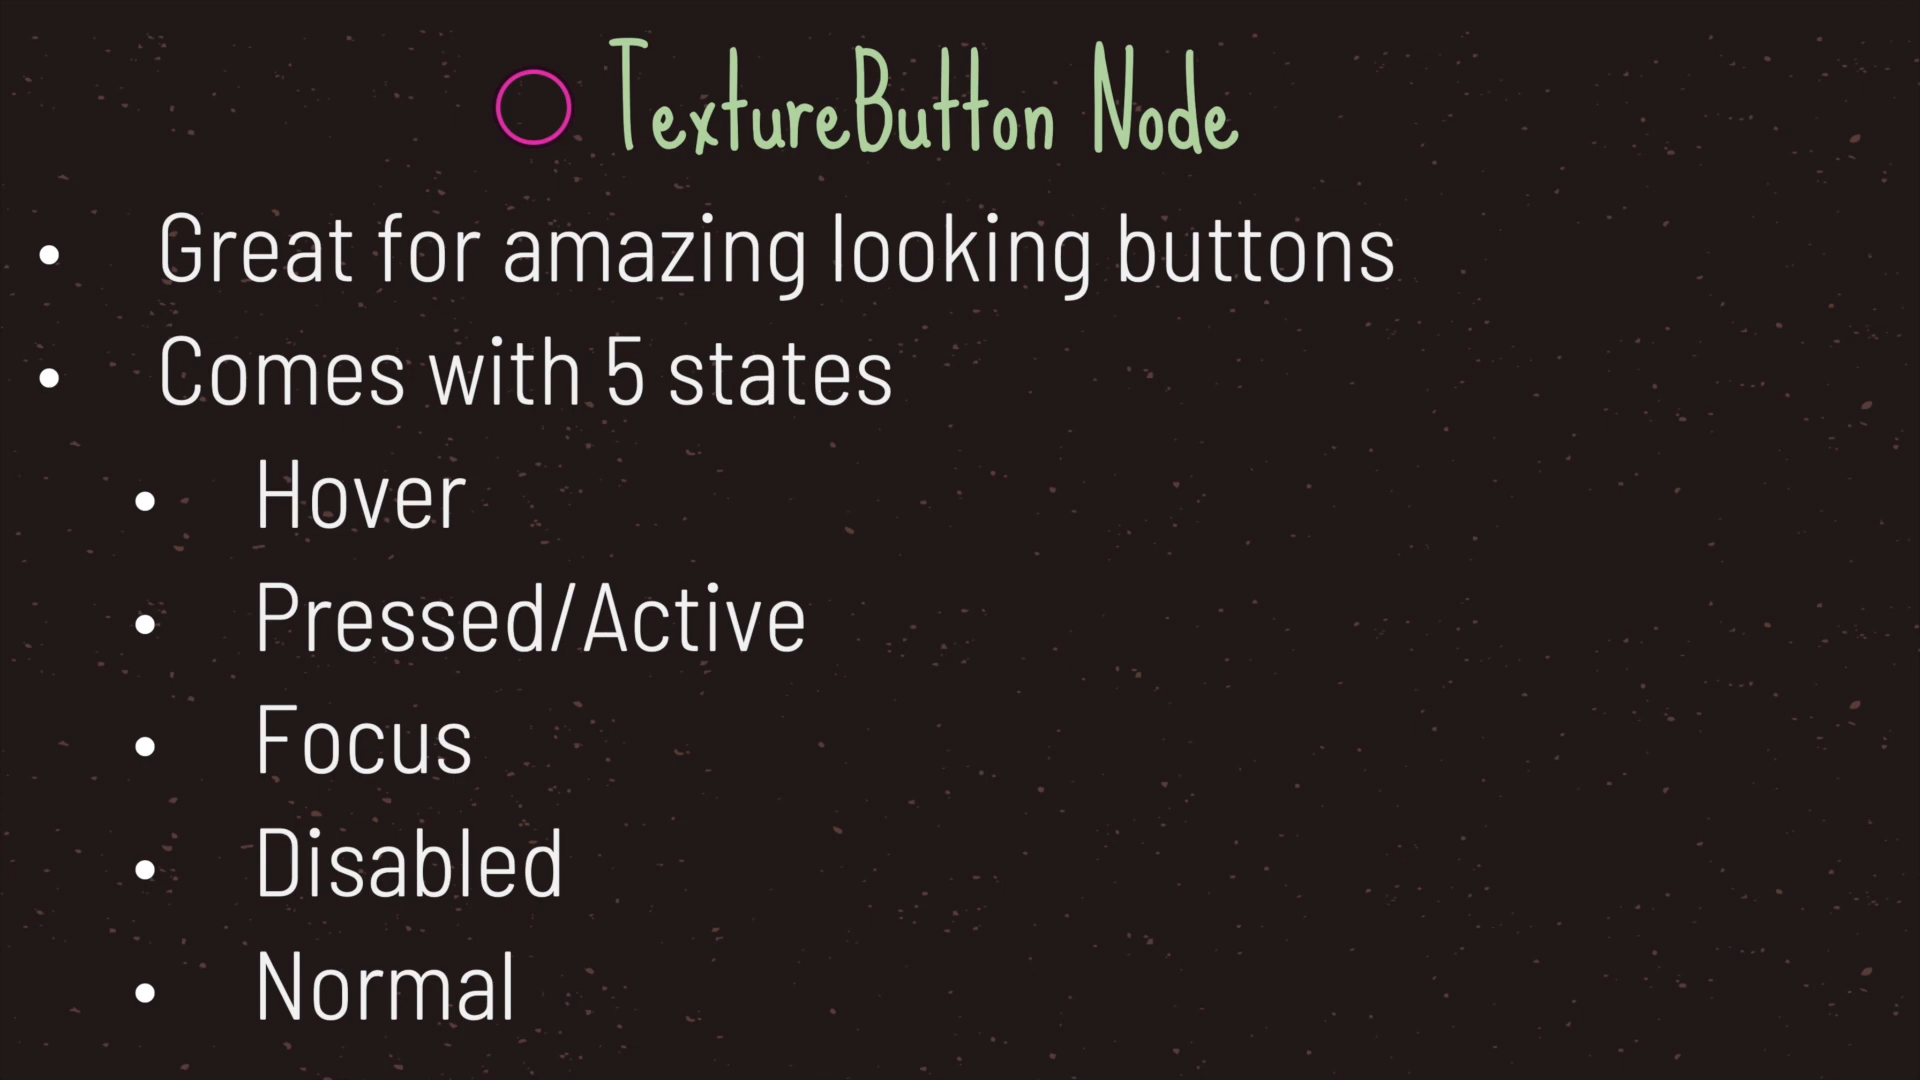 TextureButton Node
• Great for amazing looking buttons
• Comes with 5 states
• Hover
• Pressed/Active
• Focus
• Disabled
• Normal